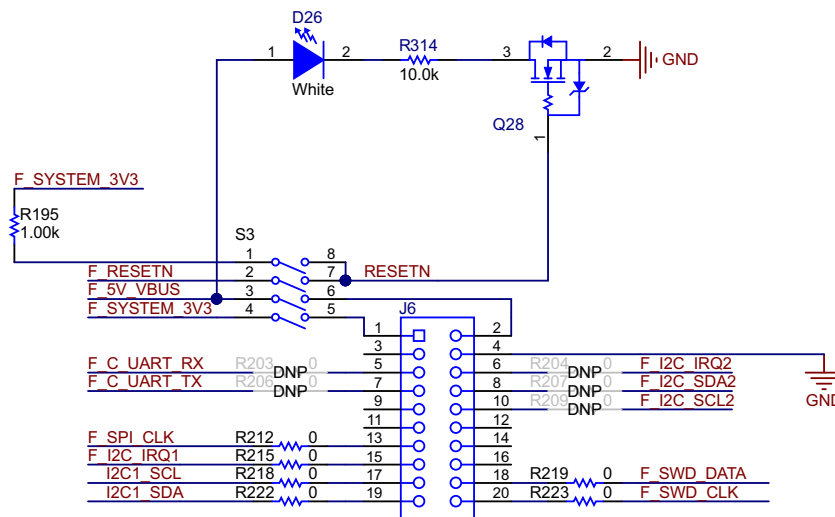 D26
1 2 R314 3 2 GND
White 10.0k
Q28 1
F_SYSTEM_3V3
R195
1.00k
S3
1 8
F_RESETN 2 7 RESETN
F_5V_VBUS 3 6
F_SYSTEM_3V3 4 5 J6
1 2
3 4
F_C_UART_RX R203 DNP 0 5 6 R204 DNP 0 F_I2C_IRQ2
F_C_UART_TX R206 DNP 0 7 8 R207 DNP 0 F_I2C_SDA2
9 10 R209 DNP 0 F_I2C_SCL2
GND
11 12
F_SPI_CLK R212 0 13 14
F_I2C_IRQ1 R215 0 15 16
I2C1_SCL R218 0 17 18 R219 0 F_SWD_DATA
I2C1_SDA R222 0 19 20 R223 0 F_SWD_CLK